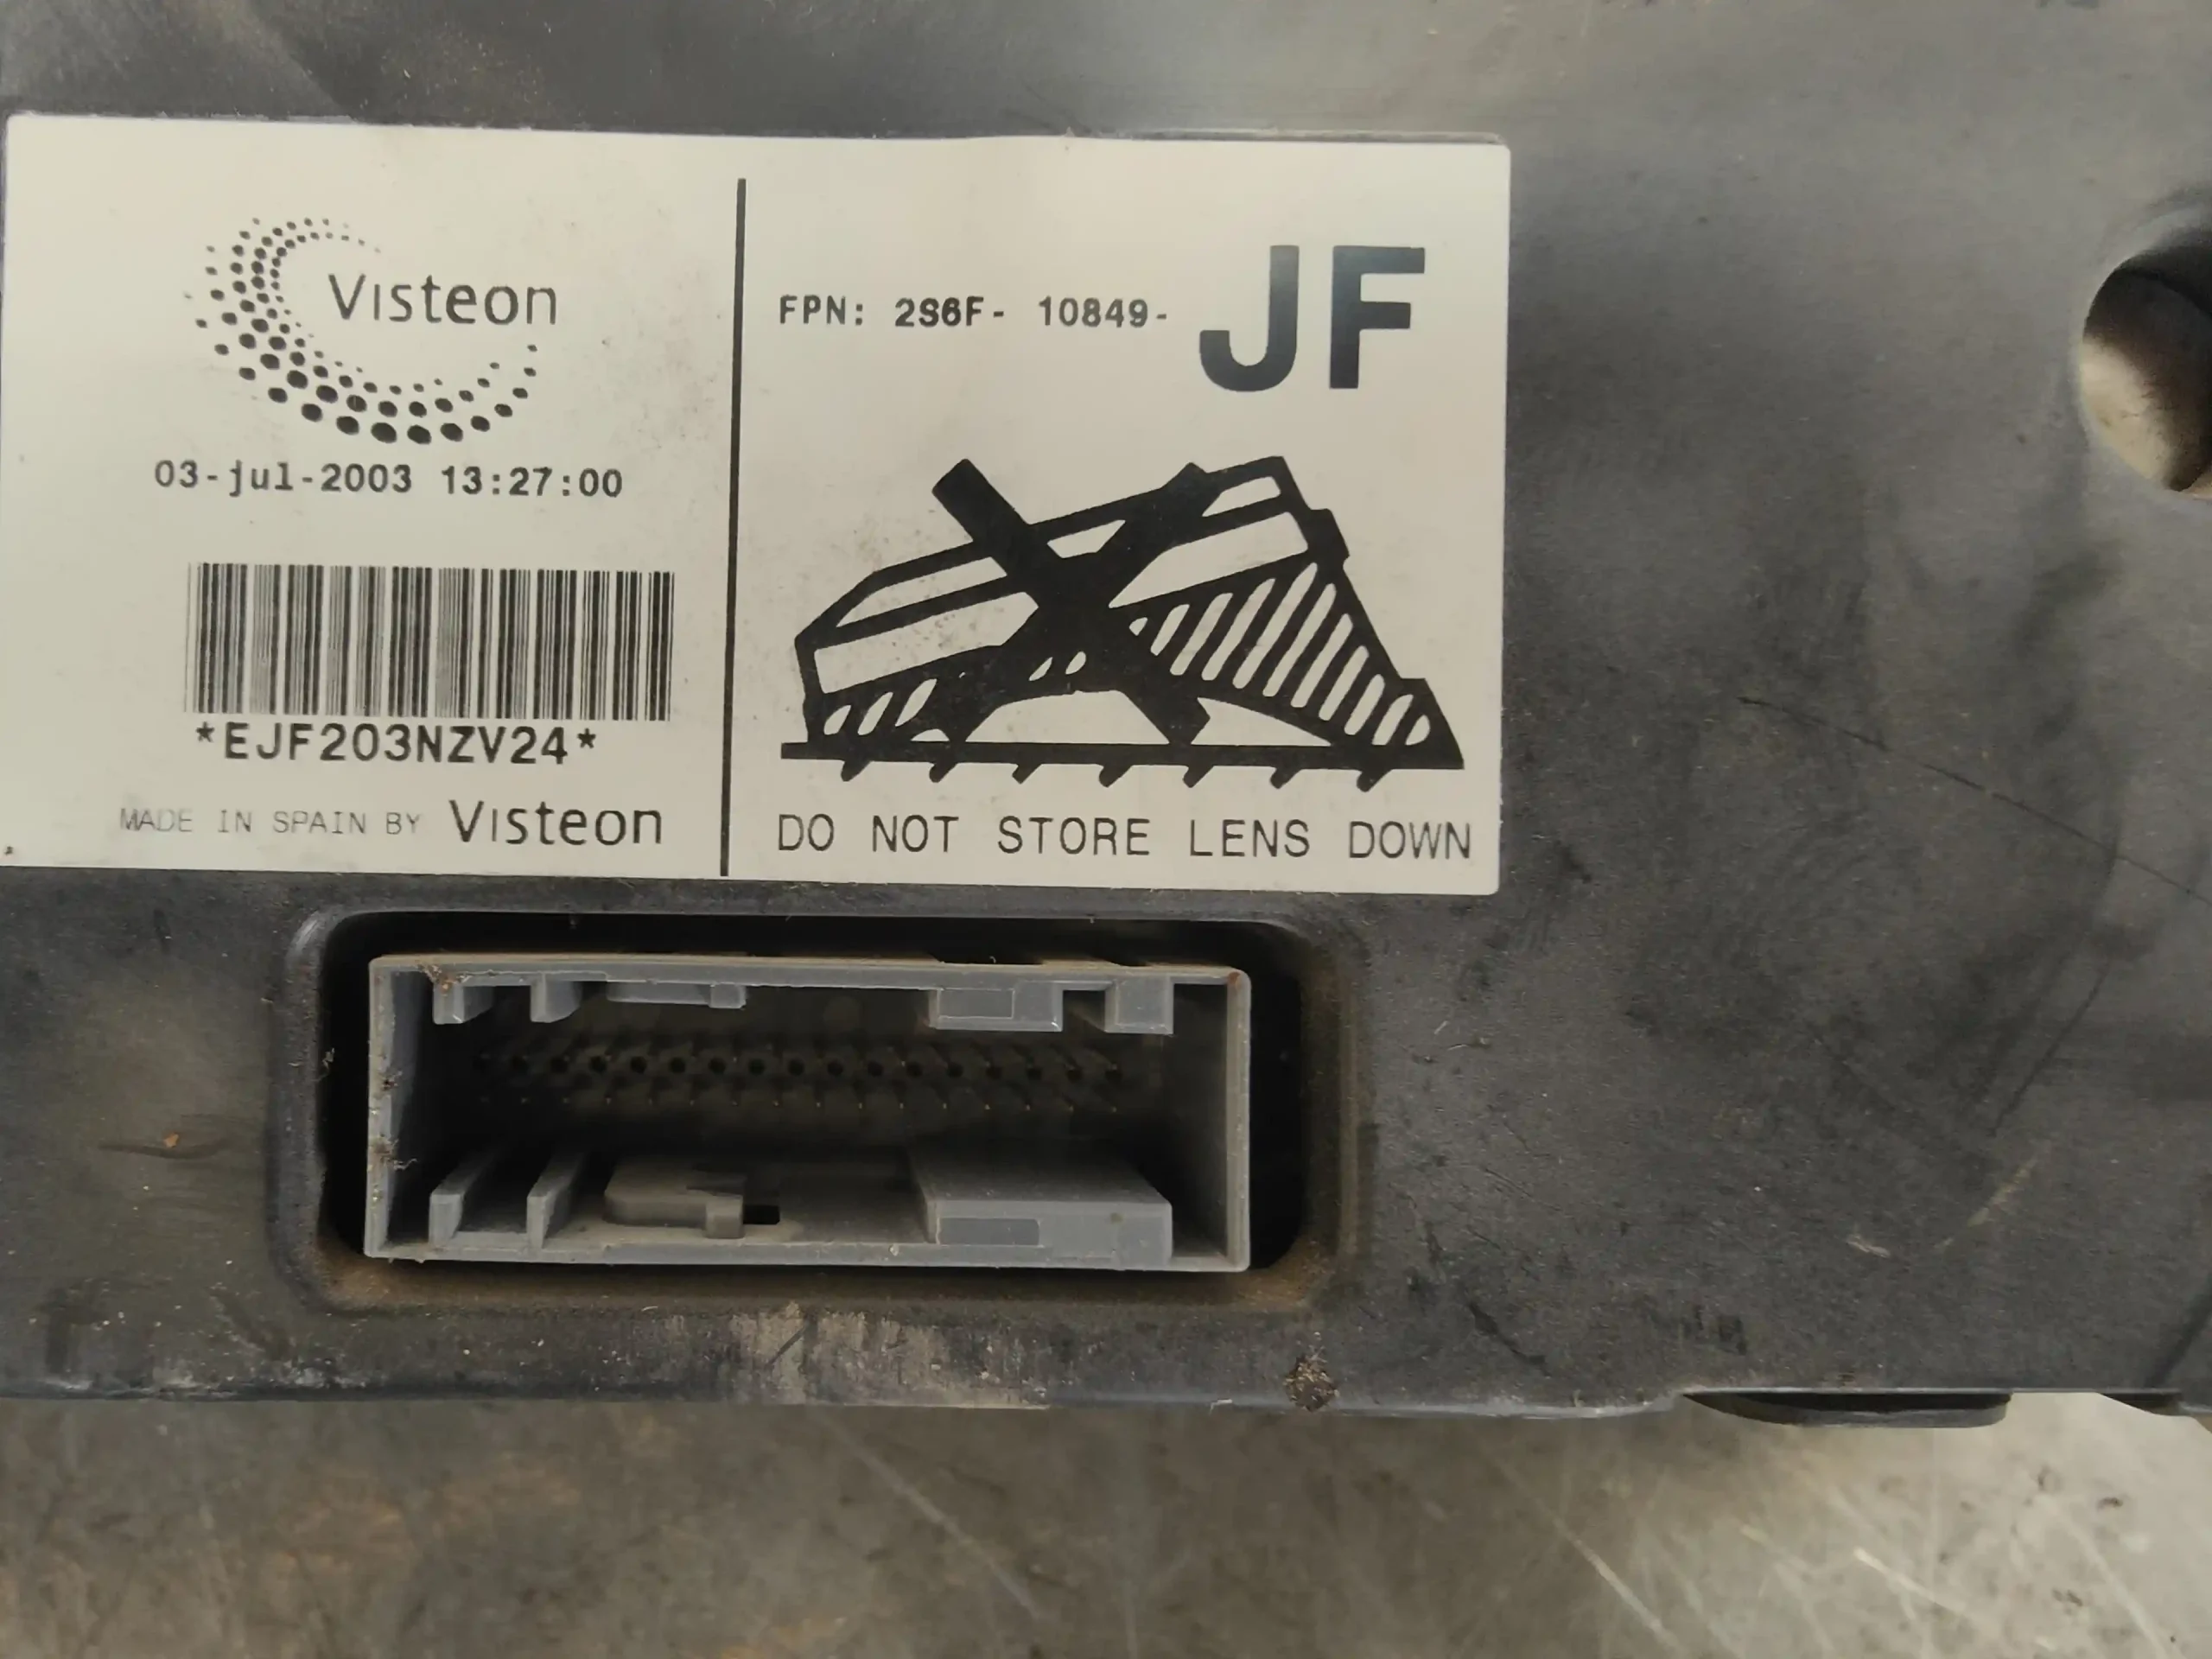 Visteon
03-jul-2003 13:27:00
*EJF203NZV24*
MADE IN SPAIN BY Visteon
FPN: 2S6F- 10849- JF
DO NOT STORE LENS DOWN